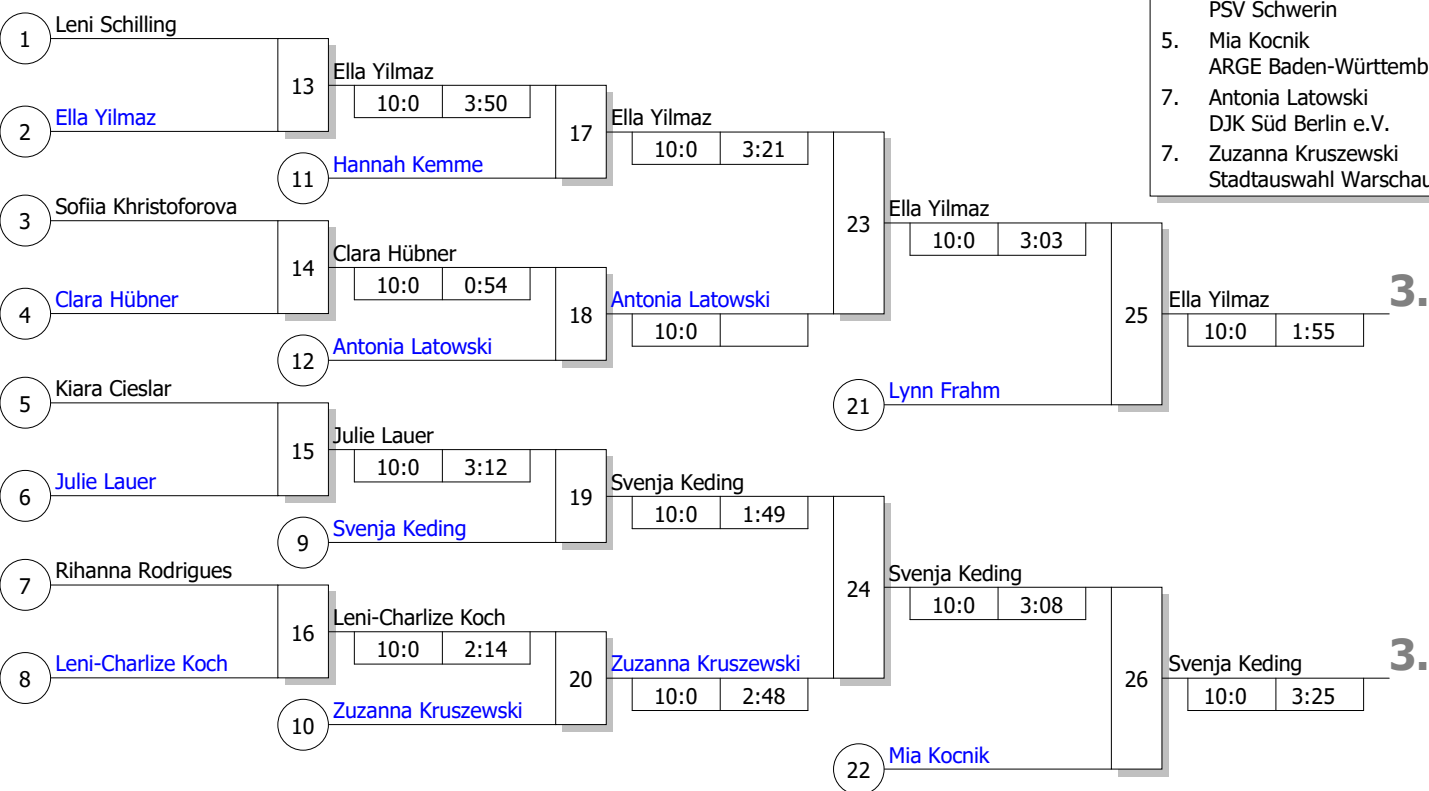 PSV Schwerin
5. Mia Kocnik
ARGE Baden-Württemb
7. Antonia Latowski
DJK Süd Berlin e.V.
7. Zuzanna Kruszewski
Stadtauswahl Warschau
1 Leni Schilling
13
Ella Yilmaz
10:0 3:50
2 Ella Yilmaz
17
Ella Yilmaz
10:0 3:21
11 Hannah Kemme
3 Sofiia Khristoforova
14
Clara Hübner
10:0 0:54
4 Clara Hübner
18
Antonia Latowski
10:0
12 Antonia Latowski
23
Ella Yilmaz
10:0 3:03
21 Lynn Frahm
25
Ella Yilmaz
10:0 1:55
3.
5 Kiara Cieslar
15
Julie Lauer
10:0 3:12
6 Julie Lauer
19
Svenja Keding
10:0 1:49
9 Svenja Keding
7 Rihanna Rodrigues
16
Leni-Charlize Koch
10:0 2:14
8 Leni-Charlize Koch
20
Zuzanna Kruszewski
10:0 2:48
10 Zuzanna Kruszewski
24
Svenja Keding
10:0 3:08
22 Mia Kocnik
26
Svenja Keding
10:0 3:25
3.